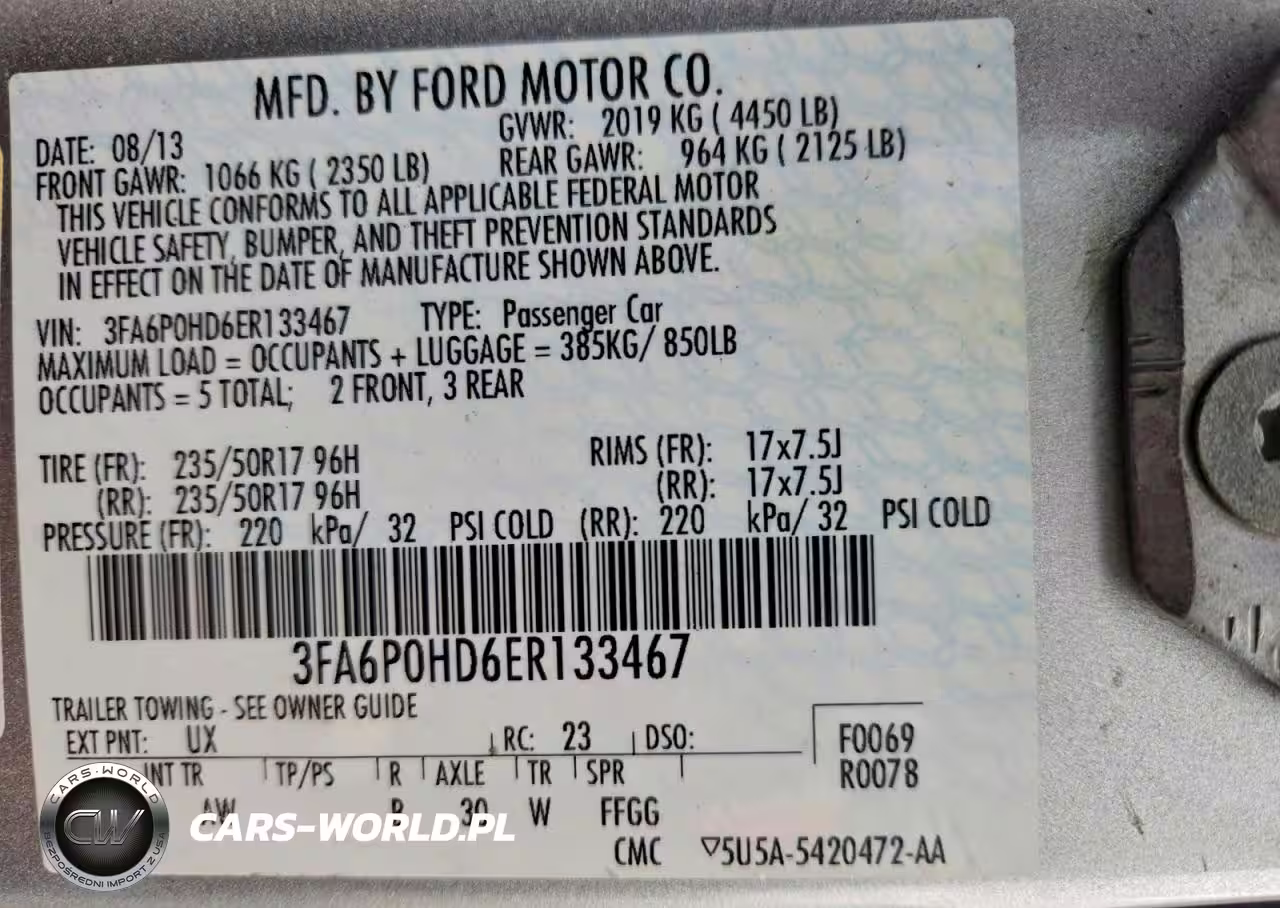 MFD. BY FORD MOTOR CO.
DATE: 08/13 GVWR: 2019 KG ( 4450 LB)
FRONT GAWR: 1066 KG ( 2350 LB) REAR GAWR: 964 KG ( 2125 LB)
THIS VEHICLE CONFORMS TO ALL APPLICABLE FEDERAL MOTOR
VEHICLE SAFETY, BUMPER, AND THEFT PREVENTION STANDARDS
IN EFFECT ON THE DATE OF MANUFACTURE SHOWN ABOVE.
VIN: 3FA6P0HD6ER133467 TYPE: Passenger Car
MAXIMUM LOAD = OCCUPANTS + LUGGAGE = 385KG/ 850LB
OCCUPANTS = 5 TOTAL; 2 FRONT, 3 REAR
TIRE (FR): 235/50R17 96H RIMS (FR): 17x7.5J
(RR): 235/50R17 96H (RR): 17x7.5J
PRESSURE (FR): 220 kPa/ 32 PSI COLD (RR): 220 kPa/ 32 PSI COLD
3FA6P0HD6ER133467
TRAILER TOWING - SEE OWNER GUIDE
EXT PNT: UX RC: 23 DSO: F0069
INT TR TP/PS R AXLE TR SPR R0078
AW B 30 W FFGG
CMC ▽5U5A-5420472-AA
CARS-WORLD
CW
BEZPOŚREDNI IMPORT Z USA
CARS-WORLD.PL